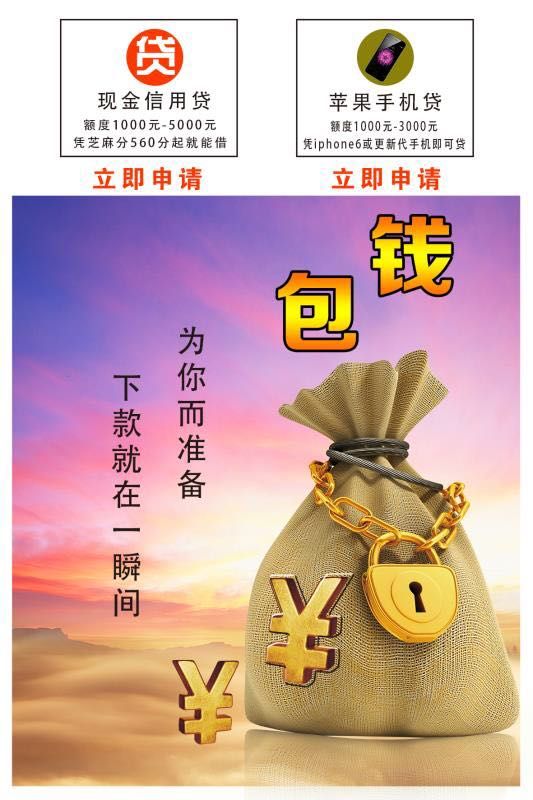 贷
现金信用贷
额度1000元-5000元
凭芝麻分560分起就能借
立即申请
苹果手机贷
额度1000元-3000元
凭iphone6或更新代手机即可贷
立即申请
钱包
为你而准备
下款就在一瞬间
¥
¥